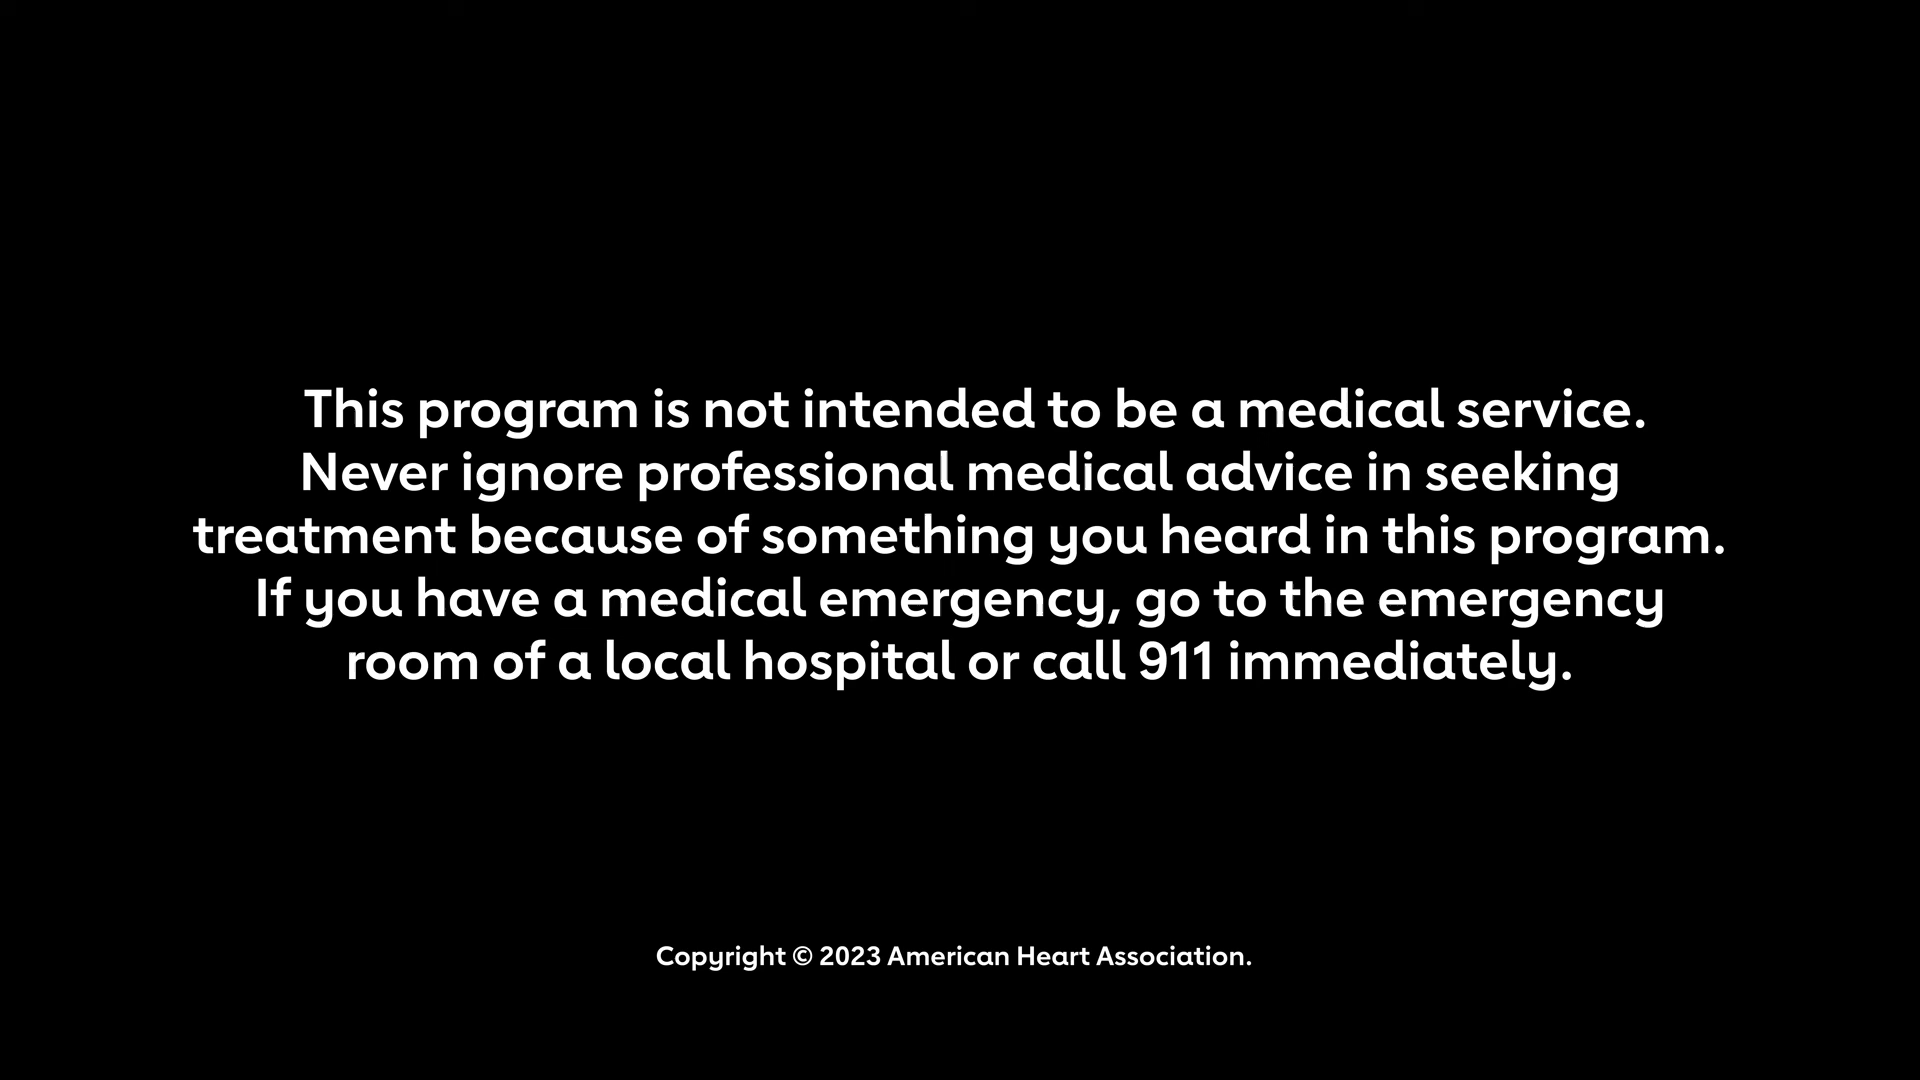 This program is not intended to be a medical service.
Never ignore professional medical advice in seeking
treatment because of something you heard in this program.
If you have a medical emergency, go to the emergency
room of a local hospital or call 911 immediately.
Copyright © 2023 American Heart Association.